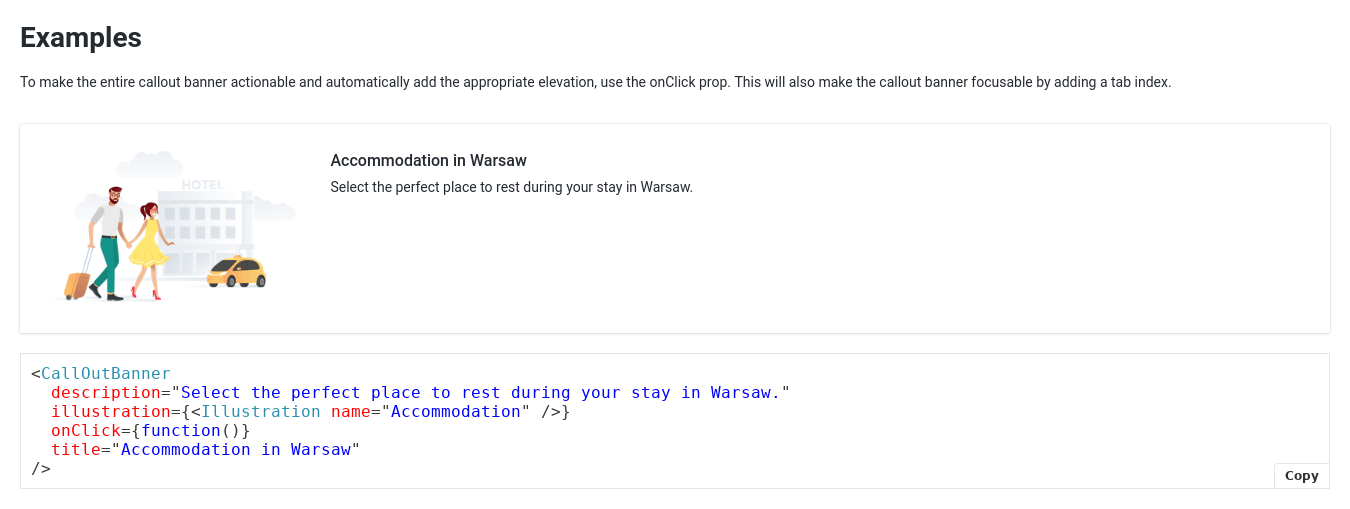 Examples
To make the entire callout banner actionable and automatically add the appropriate elevation, use the onClick prop. This will also make the callout banner focusable by adding a tab index.
HOTEL
Accommodation in Warsaw
Select the perfect place to rest during your stay in Warsaw.
<CallOutBanner
  description="Select the perfect place to rest during your stay in Warsaw."
  illustration={<Illustration name="Accommodation" />}
  onClick={function()}
  title="Accommodation in Warsaw"
/>
Copy